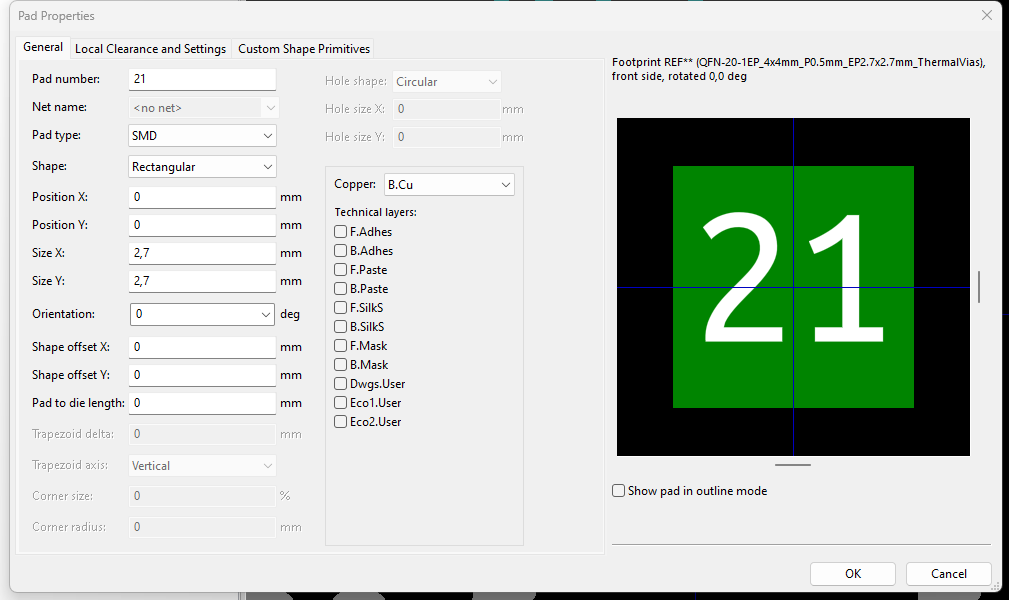 Pad Properties
General Local Clearance and Settings Custom Shape Primitives
Pad number: 21
Net name: <no net>
Pad type: SMD
Shape: Rectangular
Position X: 0 mm
Position Y: 0 mm
Size X: 2,7 mm
Size Y: 2,7 mm
Orientation: 0 deg
Shape offset X: 0 mm
Shape offset Y: 0 mm
Pad to die length: 0 mm
Trapezoid delta: 0 mm
Trapezoid axis: Vertical
Corner size: 0 %
Corner radius: 0 mm
Hole shape: Circular
Hole size X: 0 mm
Hole size Y: 0 mm
Copper: B.Cu
Technical layers:
F.Adhes
B.Adhes
F.Paste
B.Paste
F.SilkS
B.SilkS
F.Mask
B.Mask
Dwgs.User
Eco1.User
Eco2.User
Footprint REF** (QFN-20-1EP_4x4mm_P0.5mm_EP2.7x2.7mm_ThermalVias),
front side, rotated 0,0 deg
21
Show pad in outline mode
OK Cancel